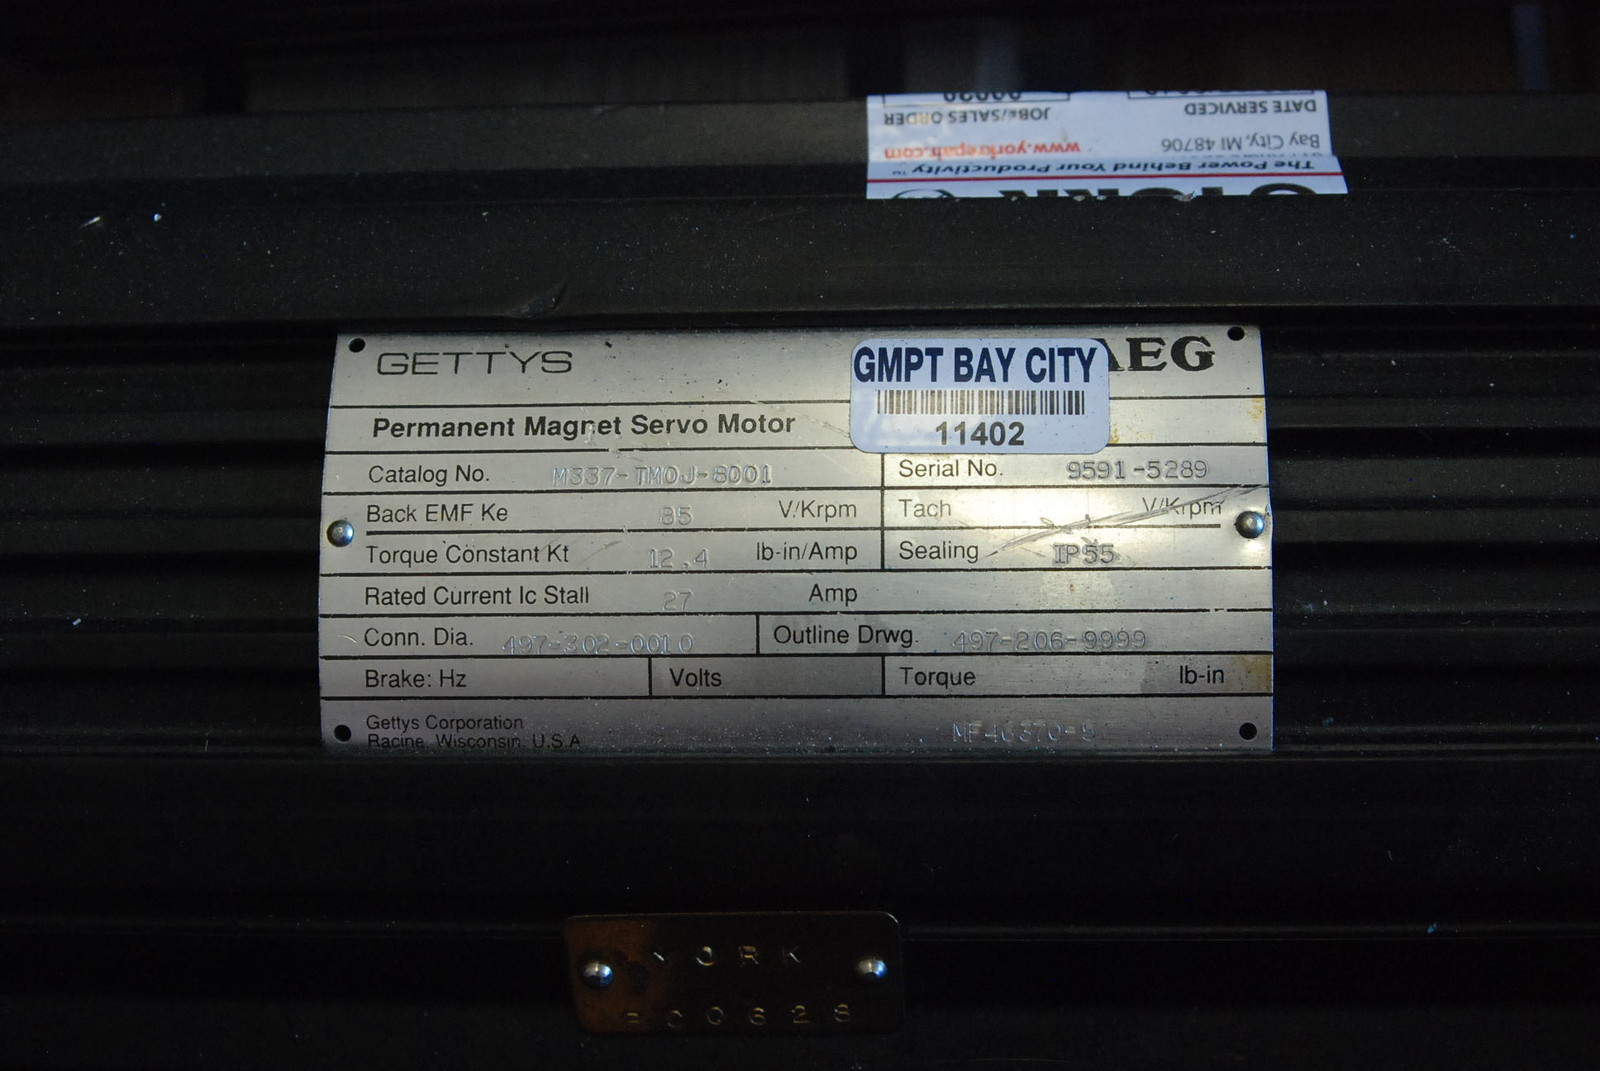 DATE SERVICED
JOB#/SALES ORDER
Bay City, MI 48706
www.yorkrepair.com
The Power Behind Your Productivity
GETTYS
AEG
GMPT BAY CITY
11402
Permanent Magnet Servo Motor
Catalog No. M337-TM0J-8001
Serial No. 9591-5289
Back EMF Ke 85 V/Krpm
Tach V/Krpm
Torque Constant Kt 12.4 lb-in/Amp
Sealing IP55
Rated Current Ic Stall 27 Amp
Conn. Dia. 497-302-0010
Outline Drwg. 497-206-9999
Brake: Hz
Volts
Torque lb-in
Gettys Corporation
Racine, Wisconsin U.S.A
YORK